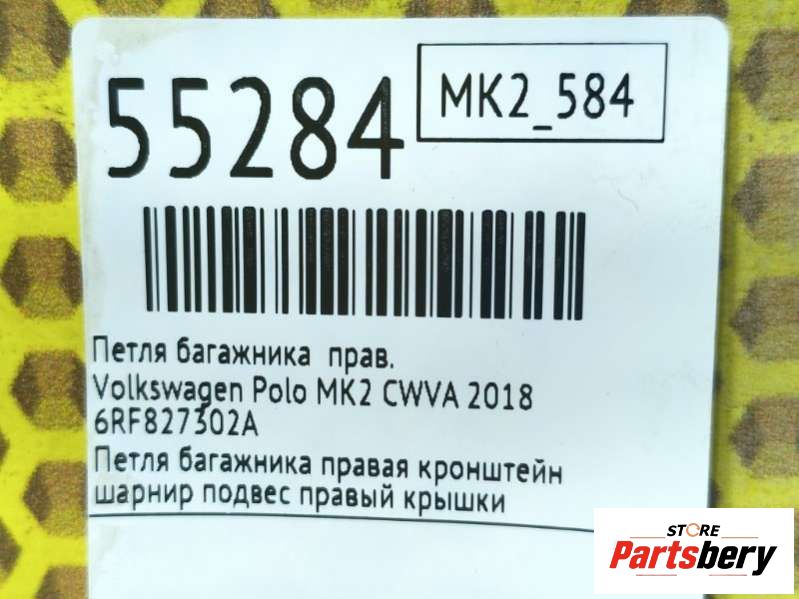 55284
MK2_584
Петля багажника прав.
Volkswagen Polo MK2 CWVA 2018
6RF827302A
Петля багажника правая кронштейн
шарнир подвес правый крышки
STORE
Partsbery